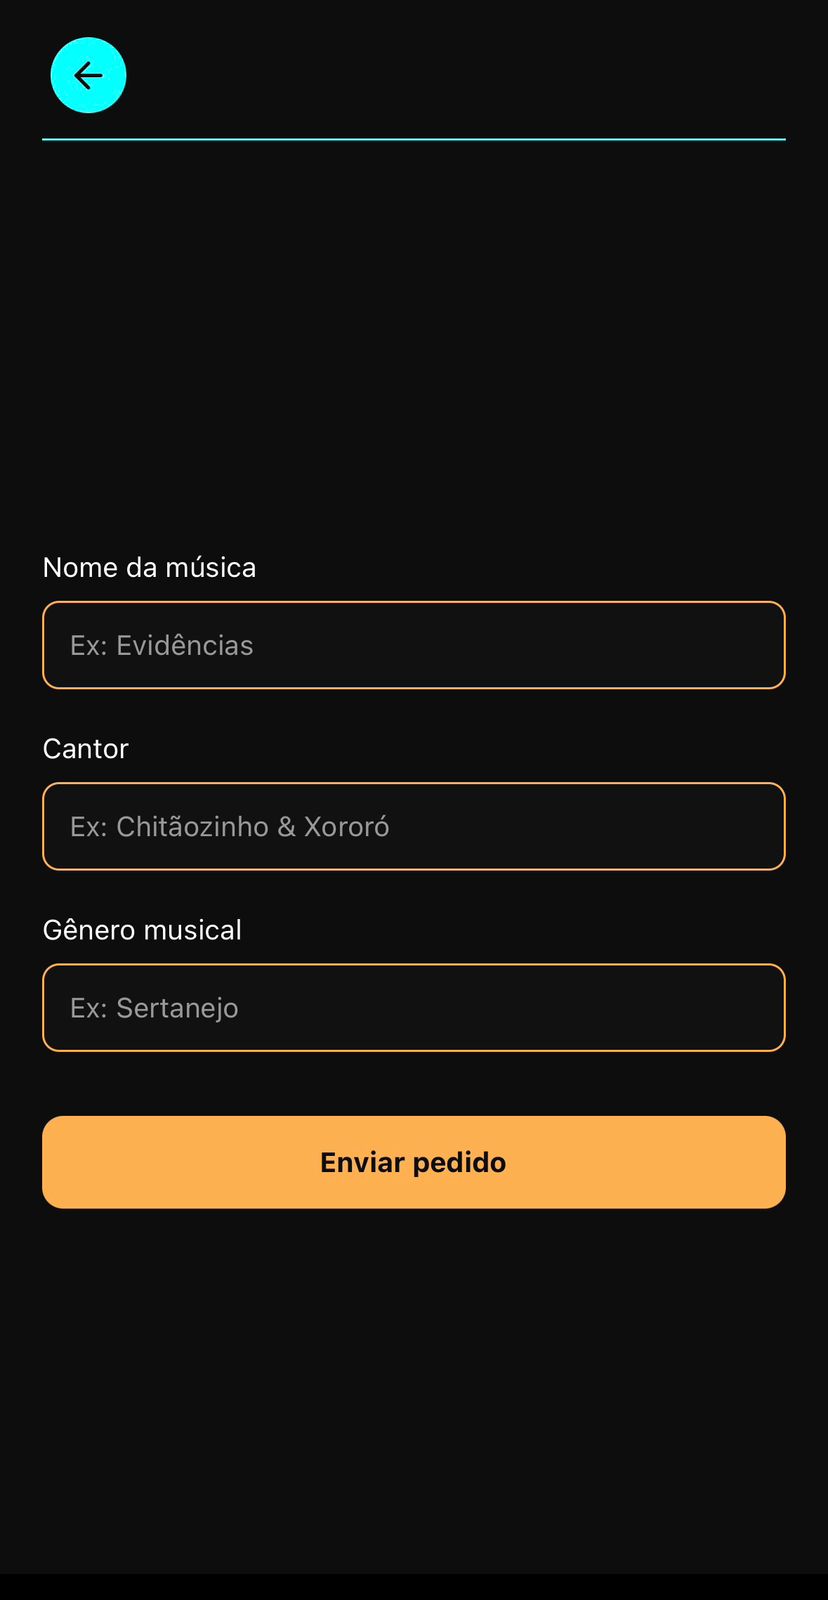 Nome da música
Ex: Evidências
Cantor
Ex: Chitãozinho & Xororó
Gênero musical
Ex: Sertanejo
Enviar pedido